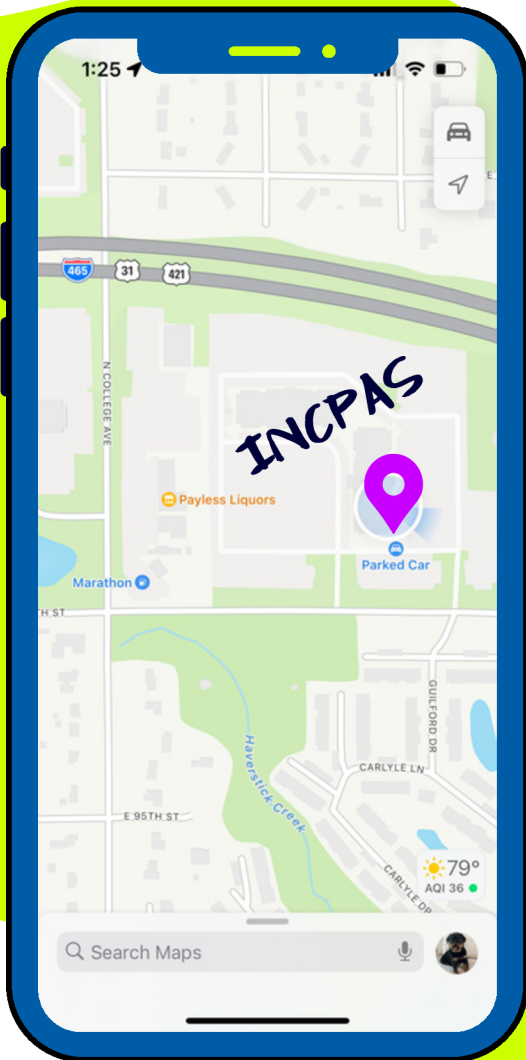 1:25
465
31
421
N COLLEGE AVE
INCPAS
Payless Liquors
Parked Car
Marathon
H ST
GUILFORD DR
Haverstick Creek
CARLYLE LN
E 95TH ST
CARLYLE DR
79°
AQI 36
Search Maps